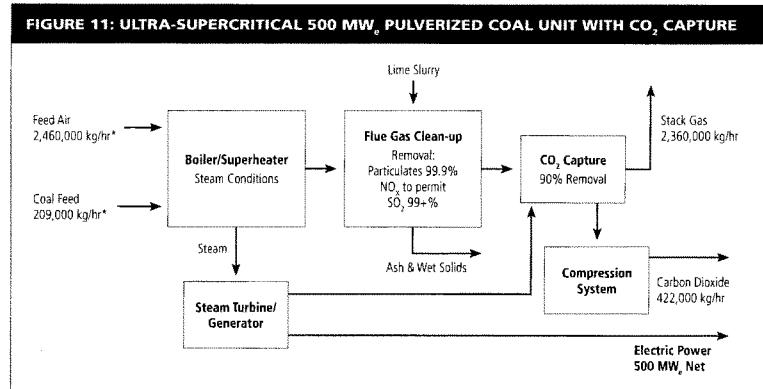 FIGURE 11: ULTRA-SUPERCRITICAL 500 MWe PULVERIZED COAL UNIT WITH CO2 CAPTURE
Lime Slurry
Feed Air
2,460,000 kg/hr*
Coal Feed
209,000 kg/hr*
Boiler/Superheater
Steam Conditions
Flue Gas Clean-up
Removal:
Particulates 99.9%
NOX to permit
SO2 99+%
CO2 Capture
90% Removal
Stack Gas
2,360,000 kg/hr
Steam
Ash & Wet Solids
Steam Turbine/
Generator
Compression
System
Carbon Dioxide
422,000 kg/hr
Electric Power
500 MWe Net